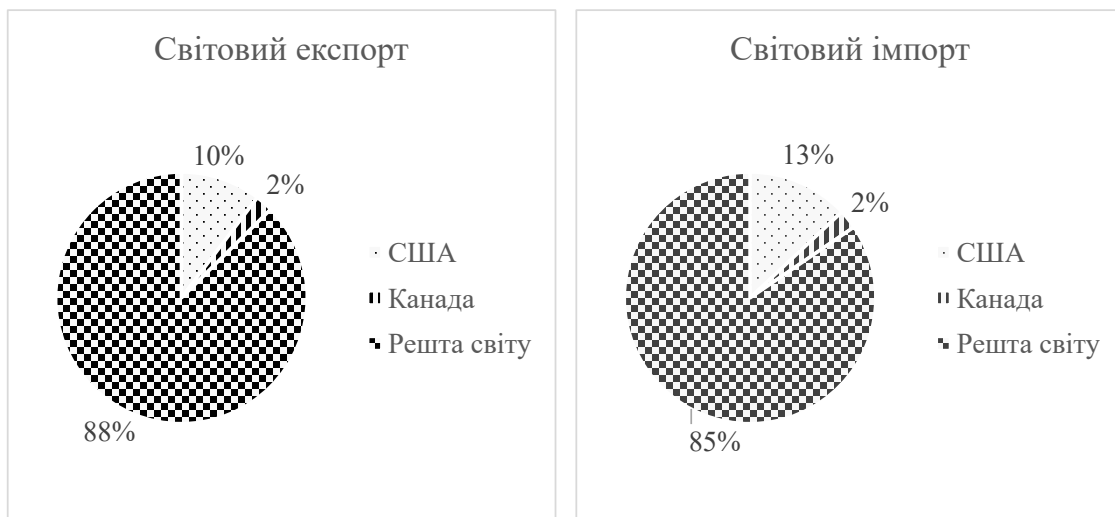 Світовий експорт
10%
2%
88%
США
Канада
Решта світу
Світовий імпорт
13%
2%
85%
США
Канада
Решта світу